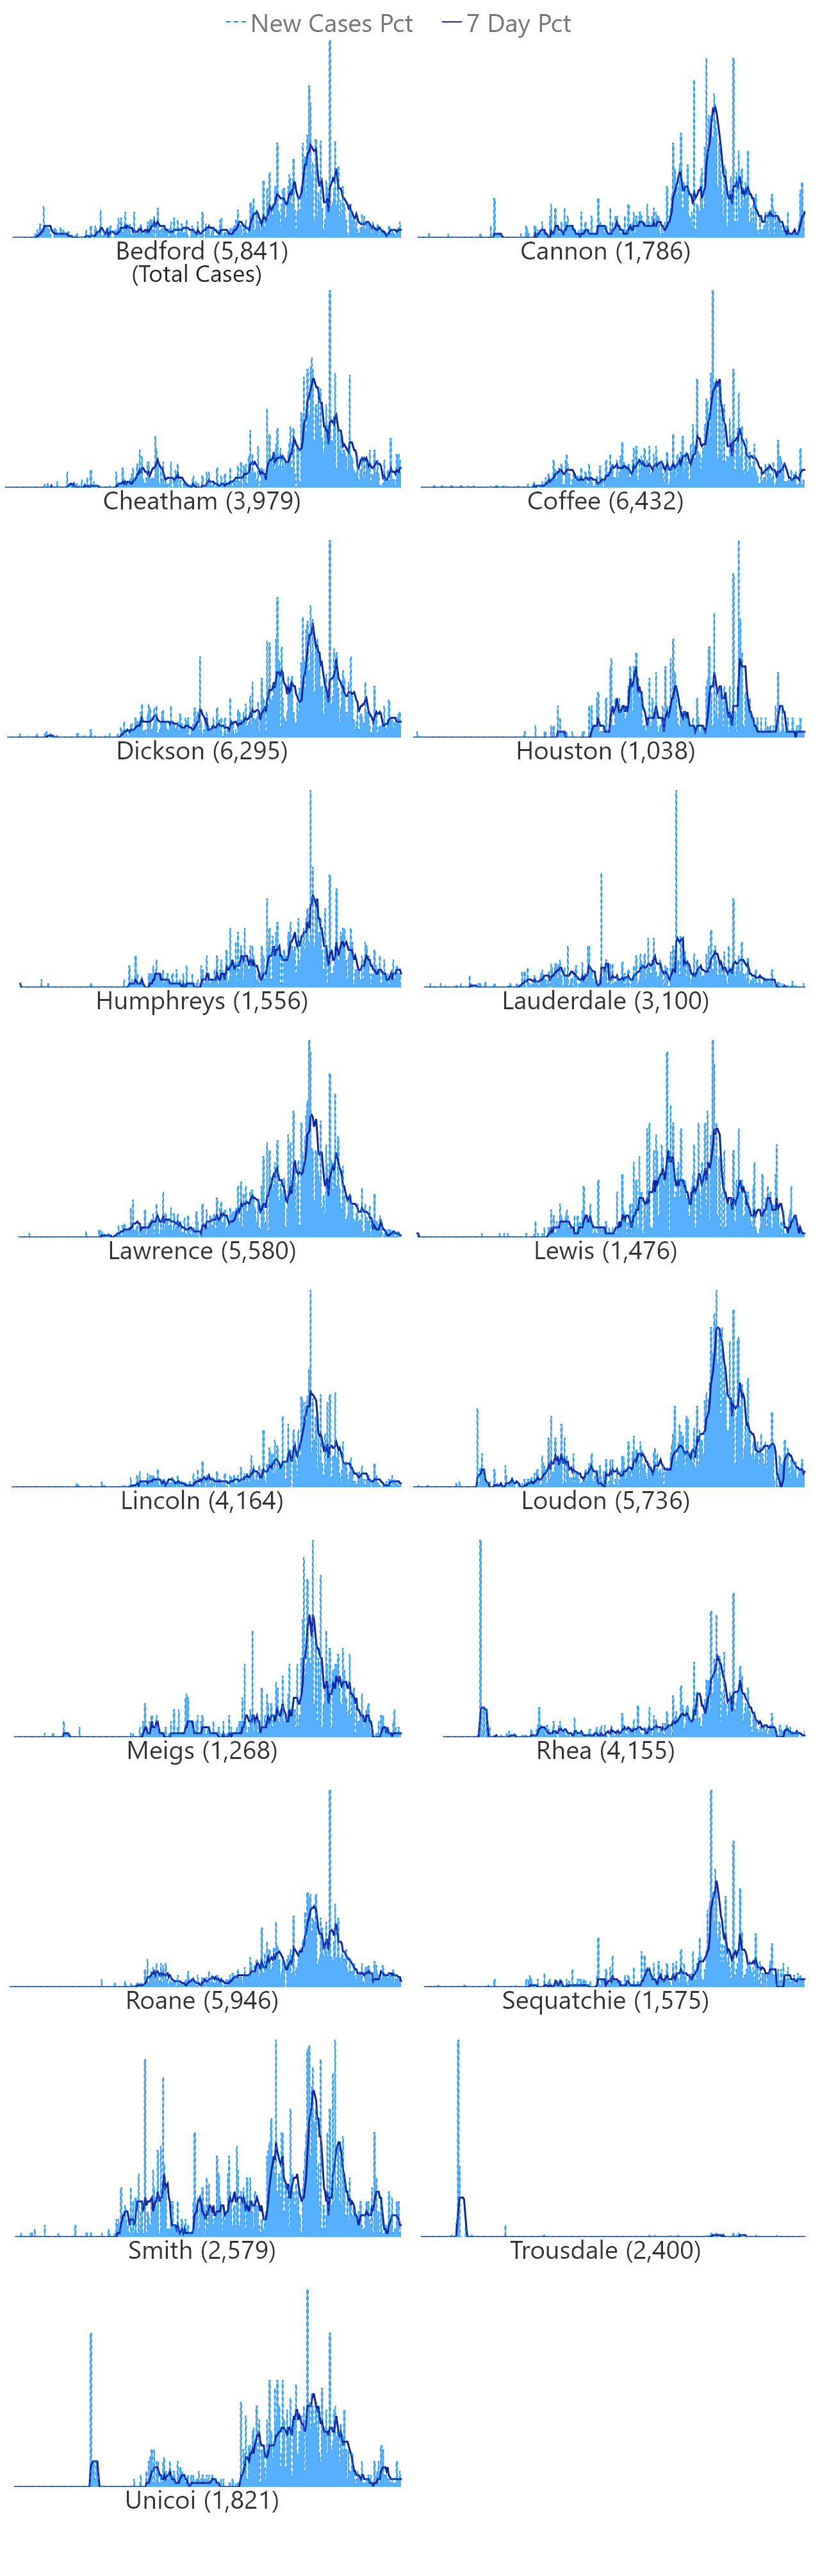 New Cases Pct 7 Day Pct
Bedford (5,841) Cannon (1,786)
(Total Cases)
Cheatham (3,979) Coffee (6,432)
Dickson (6,295) Houston (1,038)
Humphreys (1,556) Lauderdale (3,100)
Lawrence (5,580) Lewis (1,476)
Lincoln (4,164) Loudon (5,736)
Meigs (1,268) Rhea (4,155)
Roane (5,946) Sequatchie (1,575)
Smith (2,579) Trousdale (2,400)
Unicoi (1,821)